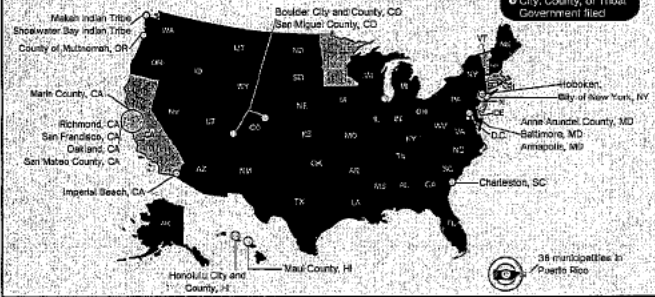 City, County, or Tribal
Government filed
Makah Indian Tribe
Shoalwater Bay Indian Tribe
County of Multnomah, OR
Boulder City and County, CO
San Miguel County, CO
WA
MT
ND
VT
ME
OR
ID
SD
WI
MI
NY
WY
Marin County, CA
Richmond, CA
San Francisco, CA
Oakland, CA
San Mateo County, CA
Imperial Beach, CA
NV
UT
CO
NE
IA
IL
IN
OH
PA
KS
MO
KY
WV
VA
NC
TN
AZ
NM
OK
AR
SC
MS
AL
GA
TX
LA
FL
Hoboken,
City of New York, NY
DE
D.C.
Anne Arundel County, MD
Baltimore, MD
Annapolis, MD
Charleston, SC
AK
Honolulu City and
County, HI
Maui County, HI
38 municipalities in
Puerto Rico